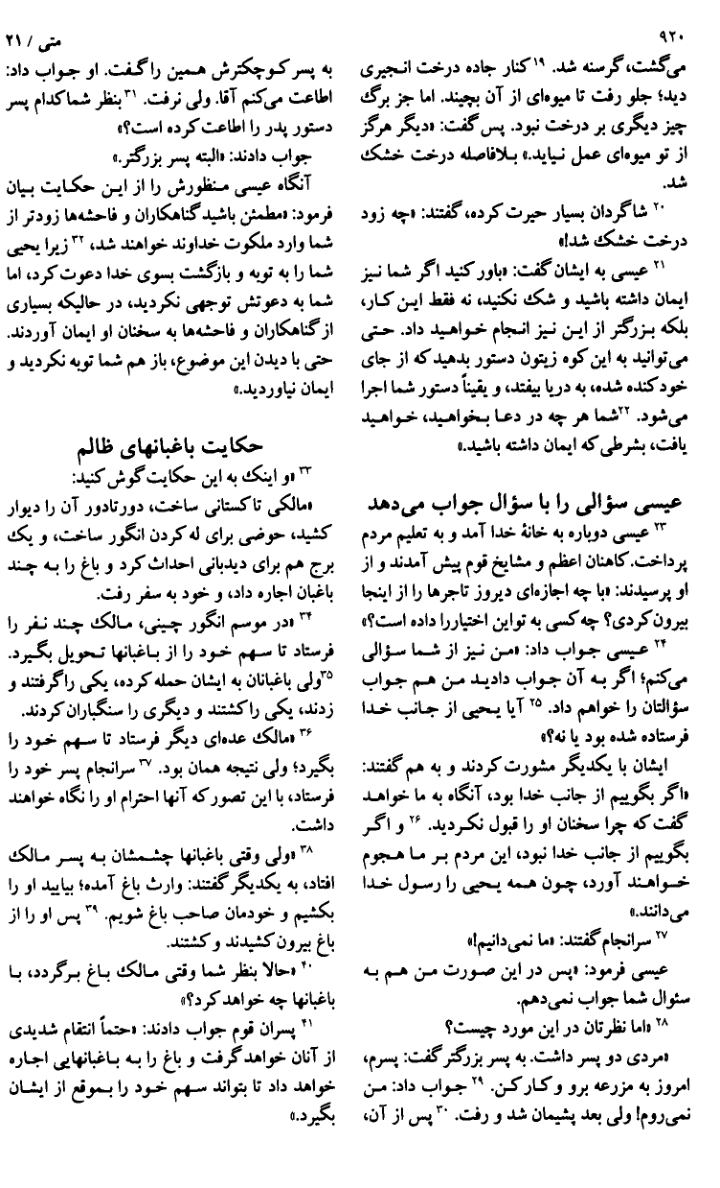 ۹۲۰
متی / ۲۱
می‌گشت، گرسنه شد. ۱۹ کنار جاده درخت انجیری
دید؛ جلو رفت تا میوه‌ای از آن بچیند. اما جز برگ
چیز دیگری بر درخت نبود. پس گفت: «دیگر هرگز
از تو میوه‌ای عمل نیاید.» بلافاصله درخت خشک
شد.
۲۰ شاگردان بسیار حیرت کرده، گفتند: «چه زود
درخت خشک شد!»
۲۱ عیسی به ایشان گفت: «باور کنید اگر شما نیز
ایمان داشته باشید و شک نکنید، نه فقط این کار،
بلکه بزرگتر از این نیز انجام خواهید داد. حتی
می‌توانید به این کوه زیتون دستور بدهید که از جای
خود کنده شده، به دریا بیفتد، و یقیناً دستور شما اجرا
می‌شود. ۲۲ شما هر چه در دعا بخواهید، خواهید
یافت، بشرطی که ایمان داشته باشید.»
عیسی سؤالی را با سؤال جواب می‌دهد
۲۳ عیسی دوباره به خانهٔ خدا آمد و به تعلیم مردم
پرداخت. کاهنان اعظم و مشایخ قوم پیش آمدند و از
او پرسیدند: «با چه اجازه‌ای دیروز تاجرها را از اینجا
بیرون کردی؟ چه کسی به تو این اختیار را داده است؟»
۲۴ عیسی جواب داد: «من نیز از شما سؤالی
می‌کنم؛ اگر به آن جواب دادید من هم جواب
سؤالتان را خواهم داد. ۲۵ آیا یحیی از جانب خدا
فرستاده شده بود یا نه؟»
ایشان با یکدیگر مشورت کردند و به هم گفتند:
«اگر بگوییم از جانب خدا بود، آنگاه به ما خواهد
گفت که چرا سخنان او را قبول نکردید. ۲۶ و اگر
بگوییم از جانب خدا نبود، این مردم بر ما هجوم
خواهند آورد، چون همه یحیی را رسول خدا
می‌دانند.»
۲۷ سرانجام گفتند: «ما نمی‌دانیم!»
عیسی فرمود: «پس در این صورت من هم به
سئوال شما جواب نمی‌دهم.
۲۸ «اما نظرتان در این مورد چیست؟
«مردی دو پسر داشت. به پسر بزرگتر گفت: پسرم،
امروز به مزرعه برو و کار کن. ۲۹ جواب داد: من
نمی‌روم! ولی بعد پشیمان شد و رفت. ۳۰ پس از آن،
به پسر کوچکترش همین را گفت. او جواب داد:
اطاعت می‌کنم آقا. ولی نرفت. ۳۱ بنظر شما کدام پسر
دستور پدر را اطاعت کرده است؟»
جواب دادند: «البته پسر بزرگتر.»
آنگاه عیسی منظورش را از این حکایت بیان
فرمود: «مطمئن باشید گناهکاران و فاحشه‌ها زودتر از
شما وارد ملکوت خداوند خواهند شد، ۳۲ زیرا یحیی
شما را به توبه و بازگشت بسوی خدا دعوت کرد، اما
شما به دعوتش توجهی نکردید، در حالیکه بسیاری
از گناهکاران و فاحشه‌ها به سخنان او ایمان آوردند.
حتی با دیدن این موضوع، باز هم شما توبه نکردید و
ایمان نیاوردید.»
حکایت باغبانهای ظالم
۳۳ «و اینک به این حکایت گوش کنید:
«مالکی تاکستانی ساخت، دورتادور آن را دیوار
کشید، حوضی برای له کردن انگور ساخت، و یک
برج هم برای دیدبانی احداث کرد و باغ را به چند
باغبان اجاره داد، و خود به سفر رفت.
۳۴ «در موسم انگور چینی، مالک چند نفر را
فرستاد تا سهم خود را از باغبانها تحویل بگیرد.
۳۵ ولی باغبانان به ایشان حمله کرده، یکی را گرفتند و
زدند، یکی را کشتند و دیگری را سنگباران کردند.
۳۶ «مالک عده‌ای دیگر فرستاد تا سهم خود را
بگیرد؛ ولی نتیجه همان بود. ۳۷ سرانجام پسر خود را
فرستاد، با این تصور که آنها احترام او را نگاه خواهند
داشت.
۳۸ «ولی وقتی باغبانها چشمشان به پسر مالک
افتاد، به یکدیگر گفتند: وارث باغ آمده؛ بیایید او را
بکشیم و خودمان صاحب باغ شویم. ۳۹ پس او را از
باغ بیرون کشیدند و کشتند.
۴۰ «حالا بنظر شما وقتی مالک باغ برگردد، با
باغبانها چه خواهد کرد؟»
۴۱ پسران قوم جواب دادند: «حتماً انتقام شدیدی
از آنان خواهد گرفت و باغ را به باغبانهایی اجاره
خواهد داد تا بتواند سهم خود را بموقع از ایشان
بگیرد.»